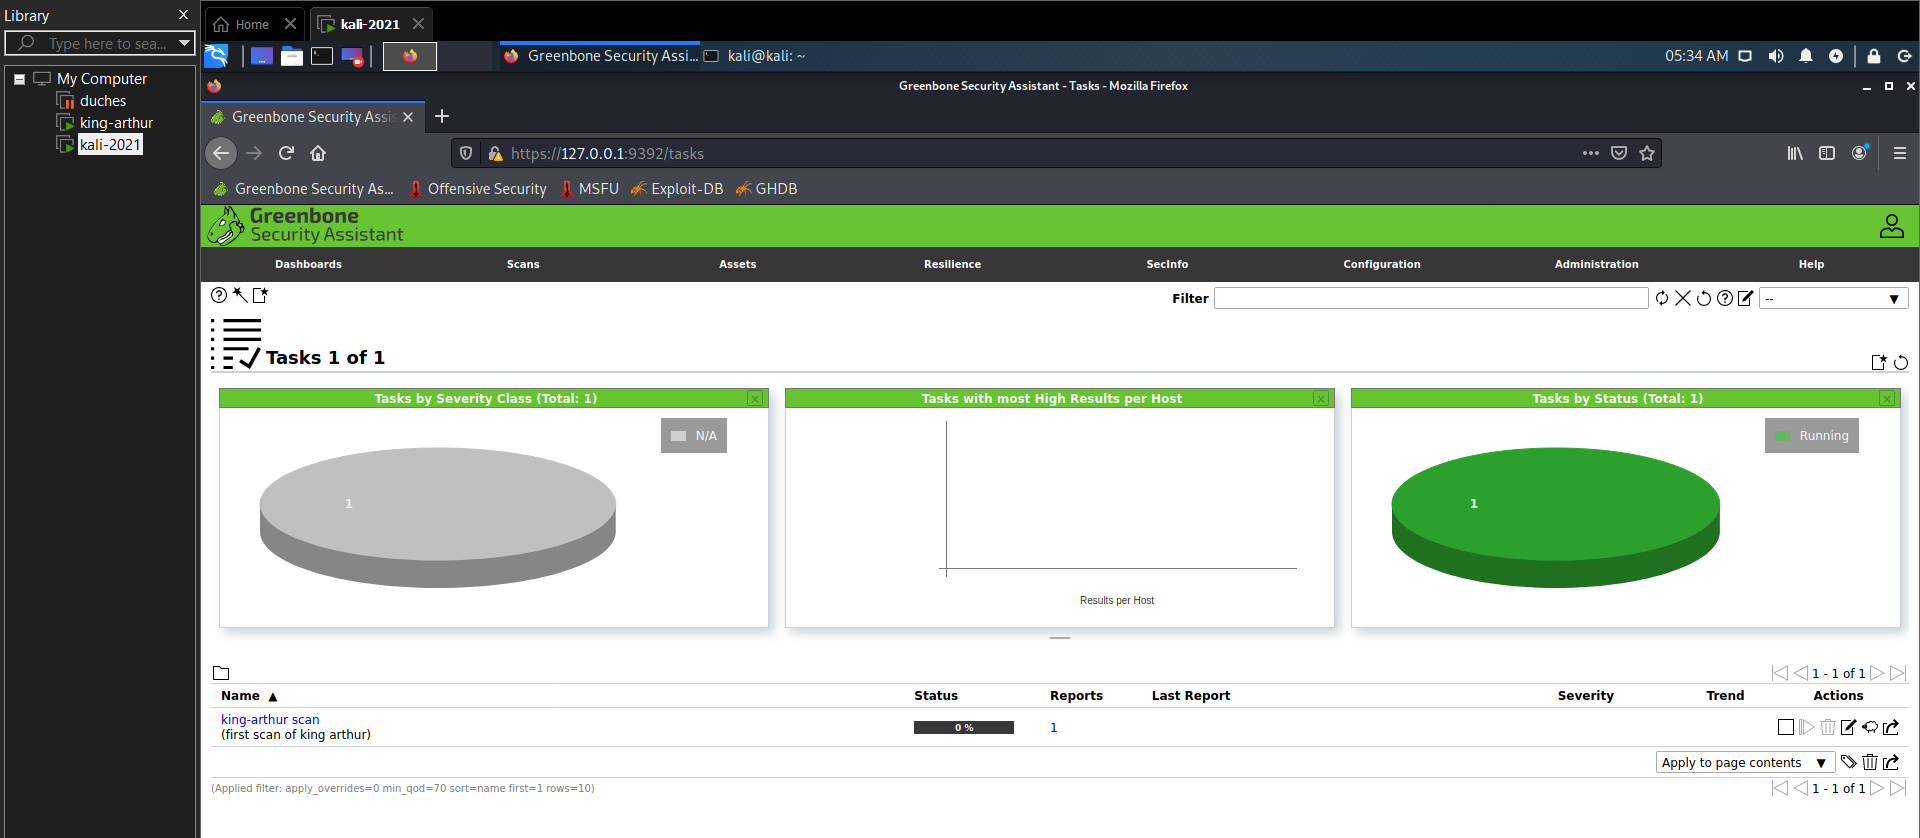 Library
Type here to sea...
My Computer
duches
king-arthur
kali-2021
Home
kali-2021
Greenbone Security Assi...
kali@kali: ~
05:34 AM
Greenbone Security Assistant - Tasks - Mozilla Firefox
Greenbone Security Assis
https://127.0.0.1:9392/tasks
Greenbone Security As...
Offensive Security
MSFU
Exploit-DB
GHDB
Greenbone
Security Assistant
Dashboards
Scans
Assets
Resilience
SecInfo
Configuration
Administration
Help
Filter
--
Tasks 1 of 1
Tasks by Severity Class (Total: 1)
N/A
1
Tasks with most High Results per Host
Results per Host
Tasks by Status (Total: 1)
Running
1
1 - 1 of 1
Name ▲
Status
Reports
Last Report
Severity
Trend
Actions
king-arthur scan
(first scan of king arthur)
0 %
1
Apply to page contents ▼
(Applied filter: apply_overrides=0 min_qod=70 sort=name first=1 rows=10)
1 - 1 of 1